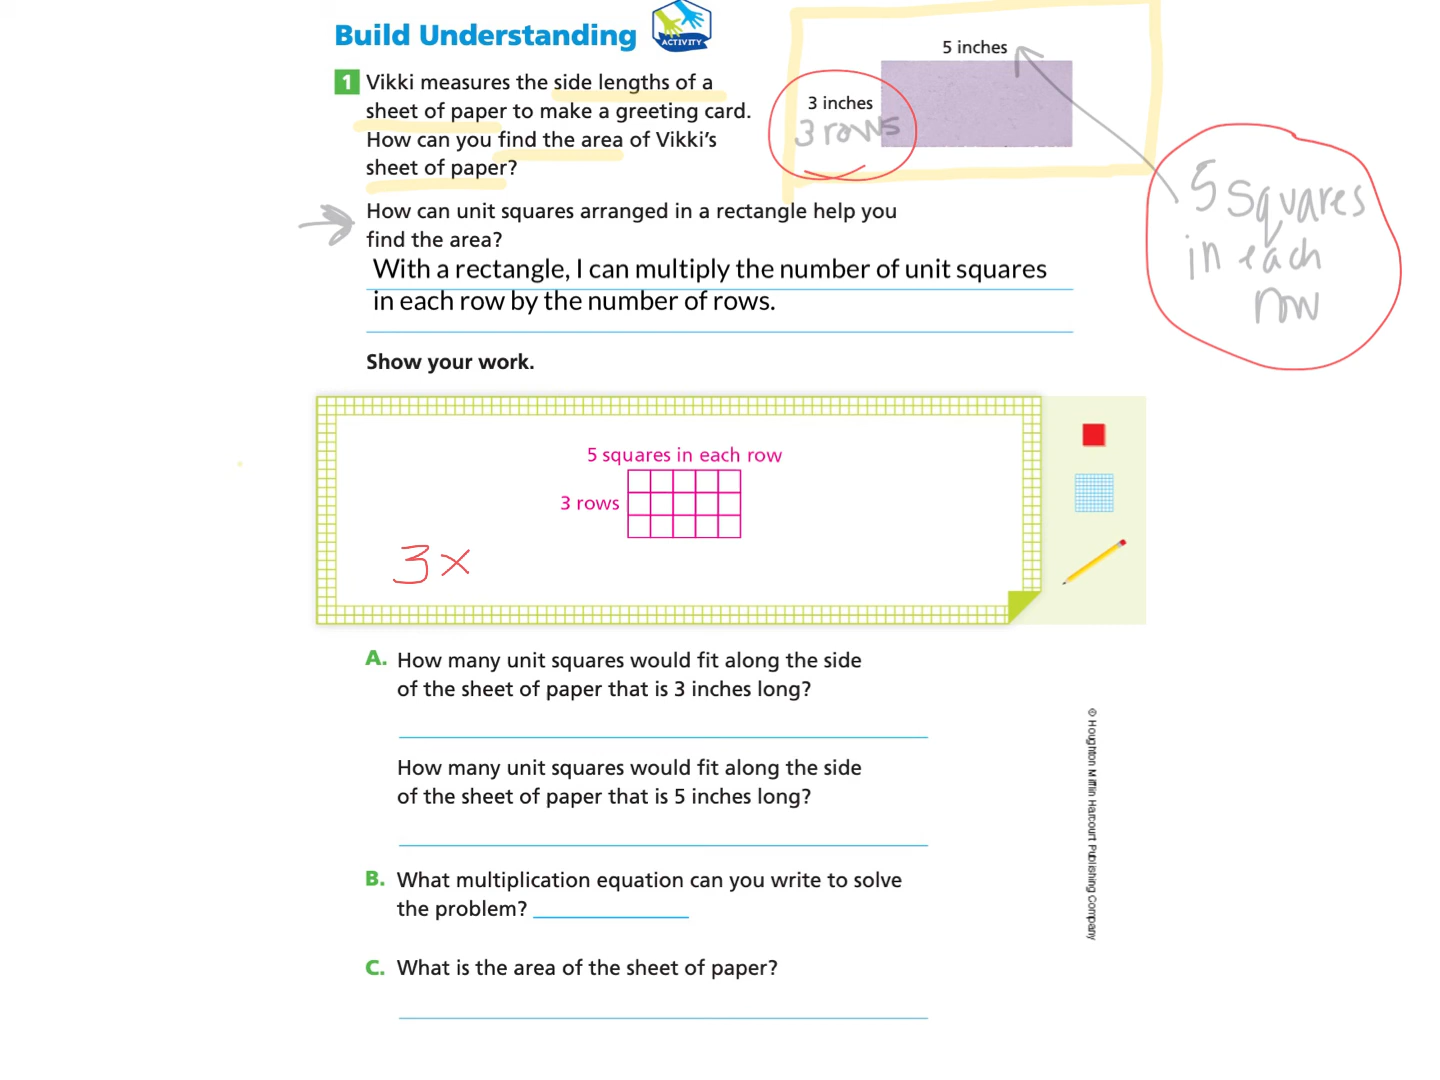 Build Understanding
ACTIVITY
5 inches
3 inches
3 rows
1 Vikki measures the side lengths of a
sheet of paper to make a greeting card.
How can you find the area of Vikki's
sheet of paper?
5 squares
in each
row
How can unit squares arranged in a rectangle help you
find the area?
With a rectangle, I can multiply the number of unit squares
in each row by the number of rows.
Show your work.
5 squares in each row
3 rows
3 ×
A. How many unit squares would fit along the side
of the sheet of paper that is 3 inches long?
How many unit squares would fit along the side
of the sheet of paper that is 5 inches long?
B. What multiplication equation can you write to solve
the problem?
C. What is the area of the sheet of paper?
© Houghton Mifflin Harcourt Publishing Company